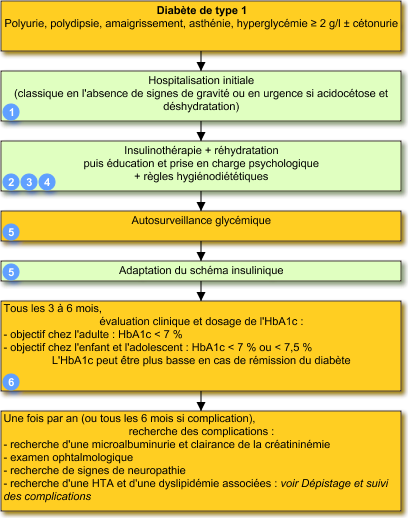 Diabète de type 1
Polyurie, polydipsie, amaigrissement, asthénie, hyperglycémie ≥ 2 g/l ± cétonurie
Hospitalisation initiale
(classique en l'absence de signes de gravité ou en urgence si acidocétose et
déshydratation)
1
Insulinothérapie + réhydratation
puis éducation et prise en charge psychologique
+ règles hygiénodiététiques
2 3 4
Autosurveillance glycémique
5
Adaptation du schéma insulinique
5
Tous les 3 à 6 mois,
évaluation clinique et dosage de l'HbA1c :
- objectif chez l'adulte : HbA1c < 7 %
- objectif chez l'enfant et l'adolescent : HbA1c < 7 % ou < 7,5 %
L'HbA1c peut être plus basse en cas de rémission du diabète
6
Une fois par an (ou tous les 6 mois si complication),
recherche des complications :
- recherche d'une microalbuminurie et clairance de la créatininémie
- examen ophtalmologique
- recherche de signes de neuropathie
- recherche d'une HTA et d'une dyslipidémie associées : voir Dépistage et suivi
des complications